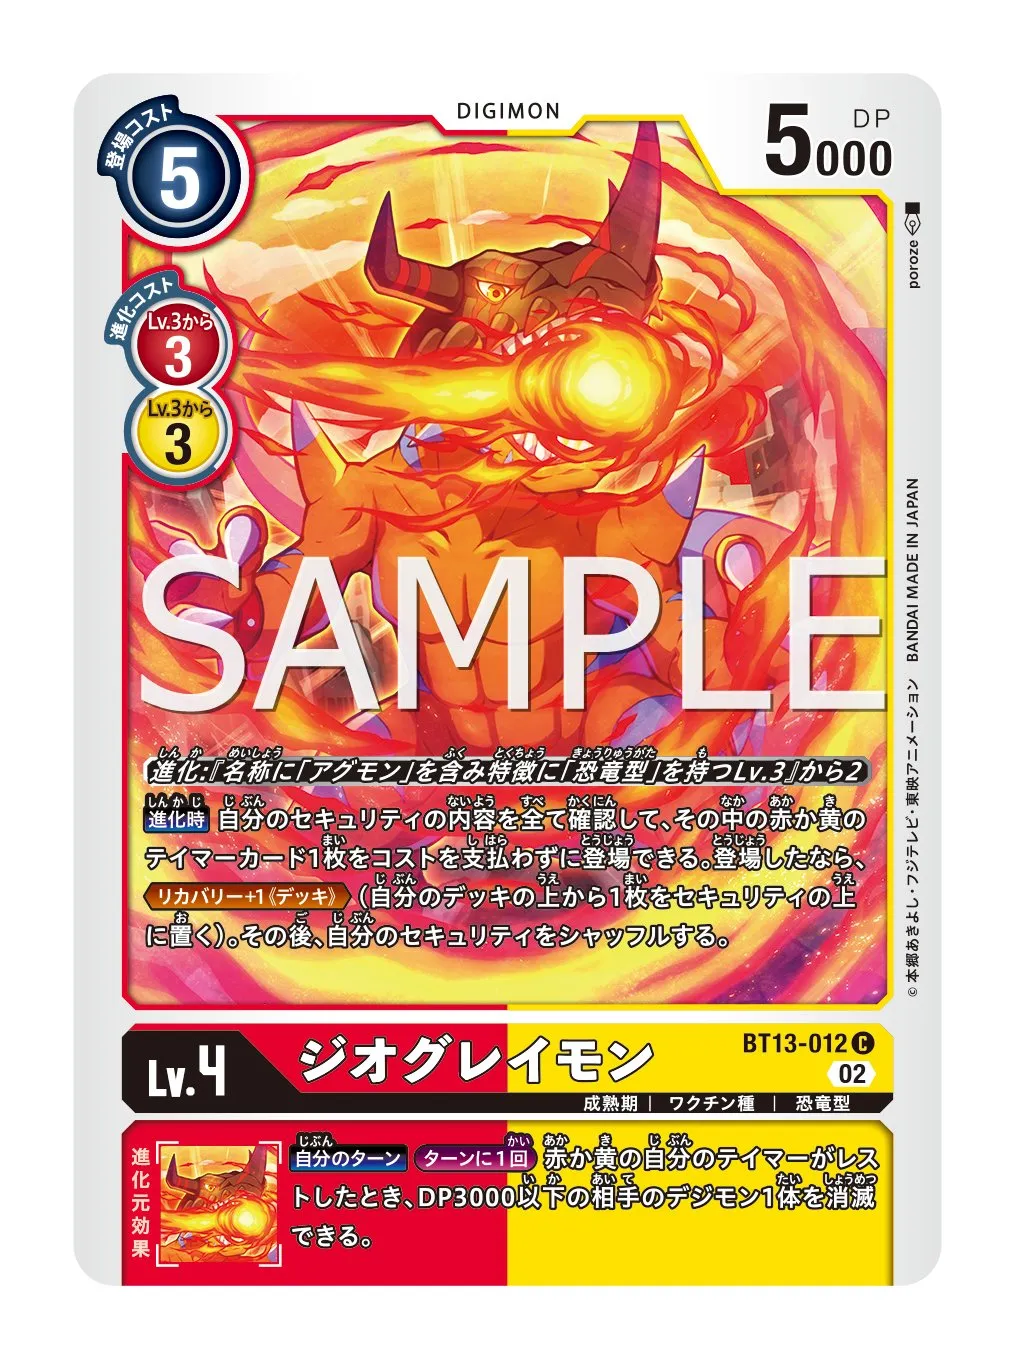 DIGIMON
登場コスト
5
5000
DP
poroze
進化コスト
Lv.3から
3
Lv.3から
3
SAMPLE
進化:『名称に「アグモン」を含み特徴に「恐竜型」を持つLv.3』から2
進化時 自分のセキュリティの内容を全て確認して、その中の赤か黄の
テイマーカード1枚をコストを支払わずに登場できる。登場したなら、
リカバリー+1《デッキ》(自分のデッキの上から1枚をセキュリティの上
に置く)。その後、自分のセキュリティをシャッフルする。
© 本郷あきよし・フジテレビ・東映アニメーション BANDAI MADE IN JAPAN
Lv.4
ジオグレイモン
BT13-012 C
02
成熟期 | ワクチン種 | 恐竜型
進化元効果
自分のターン ターンに1回 赤か黄の自分のテイマーがレス
トしたとき、DP3000以下の相手のデジモン1体を消滅
できる。